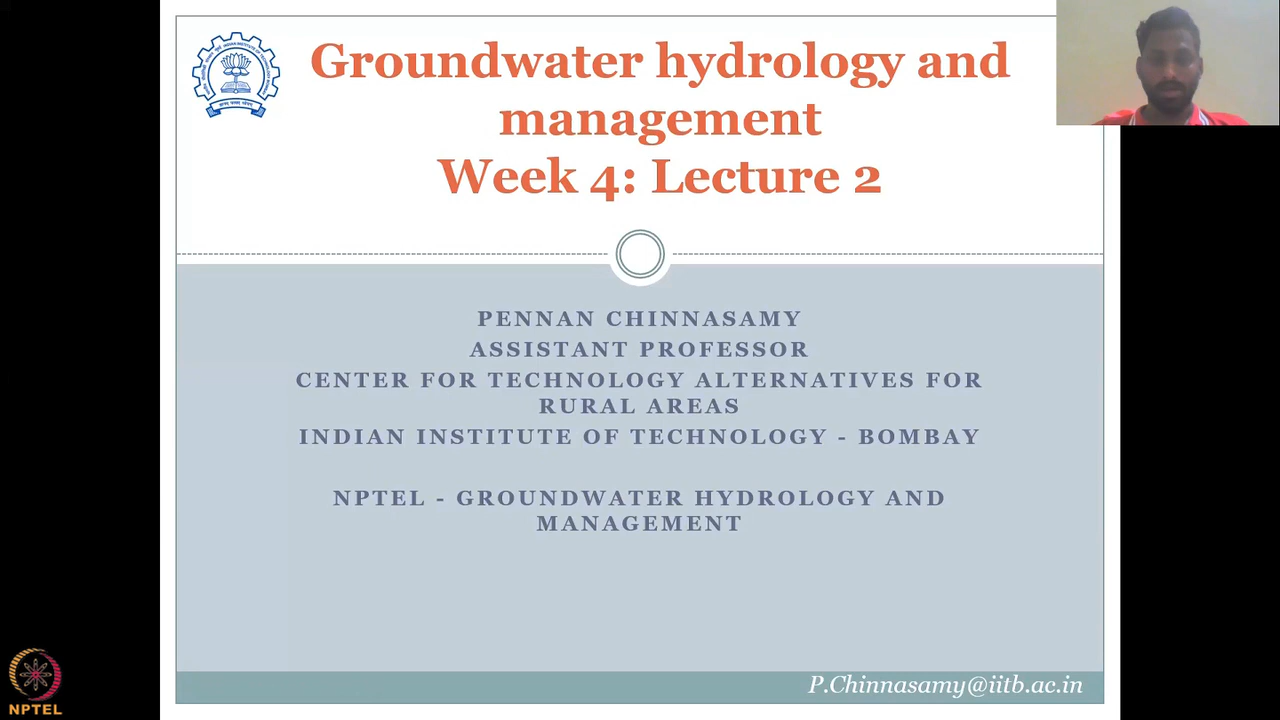 Groundwater hydrology and
management
Week 4: Lecture 2
PENNAN CHINNASAMY
ASSISTANT PROFESSOR
CENTER FOR TECHNOLOGY ALTERNATIVES FOR
RURAL AREAS
INDIAN INSTITUTE OF TECHNOLOGY - BOMBAY
NPTEL - GROUNDWATER HYDROLOGY AND
MANAGEMENT
P.Chinnasamy@iitb.ac.in
NPTEL